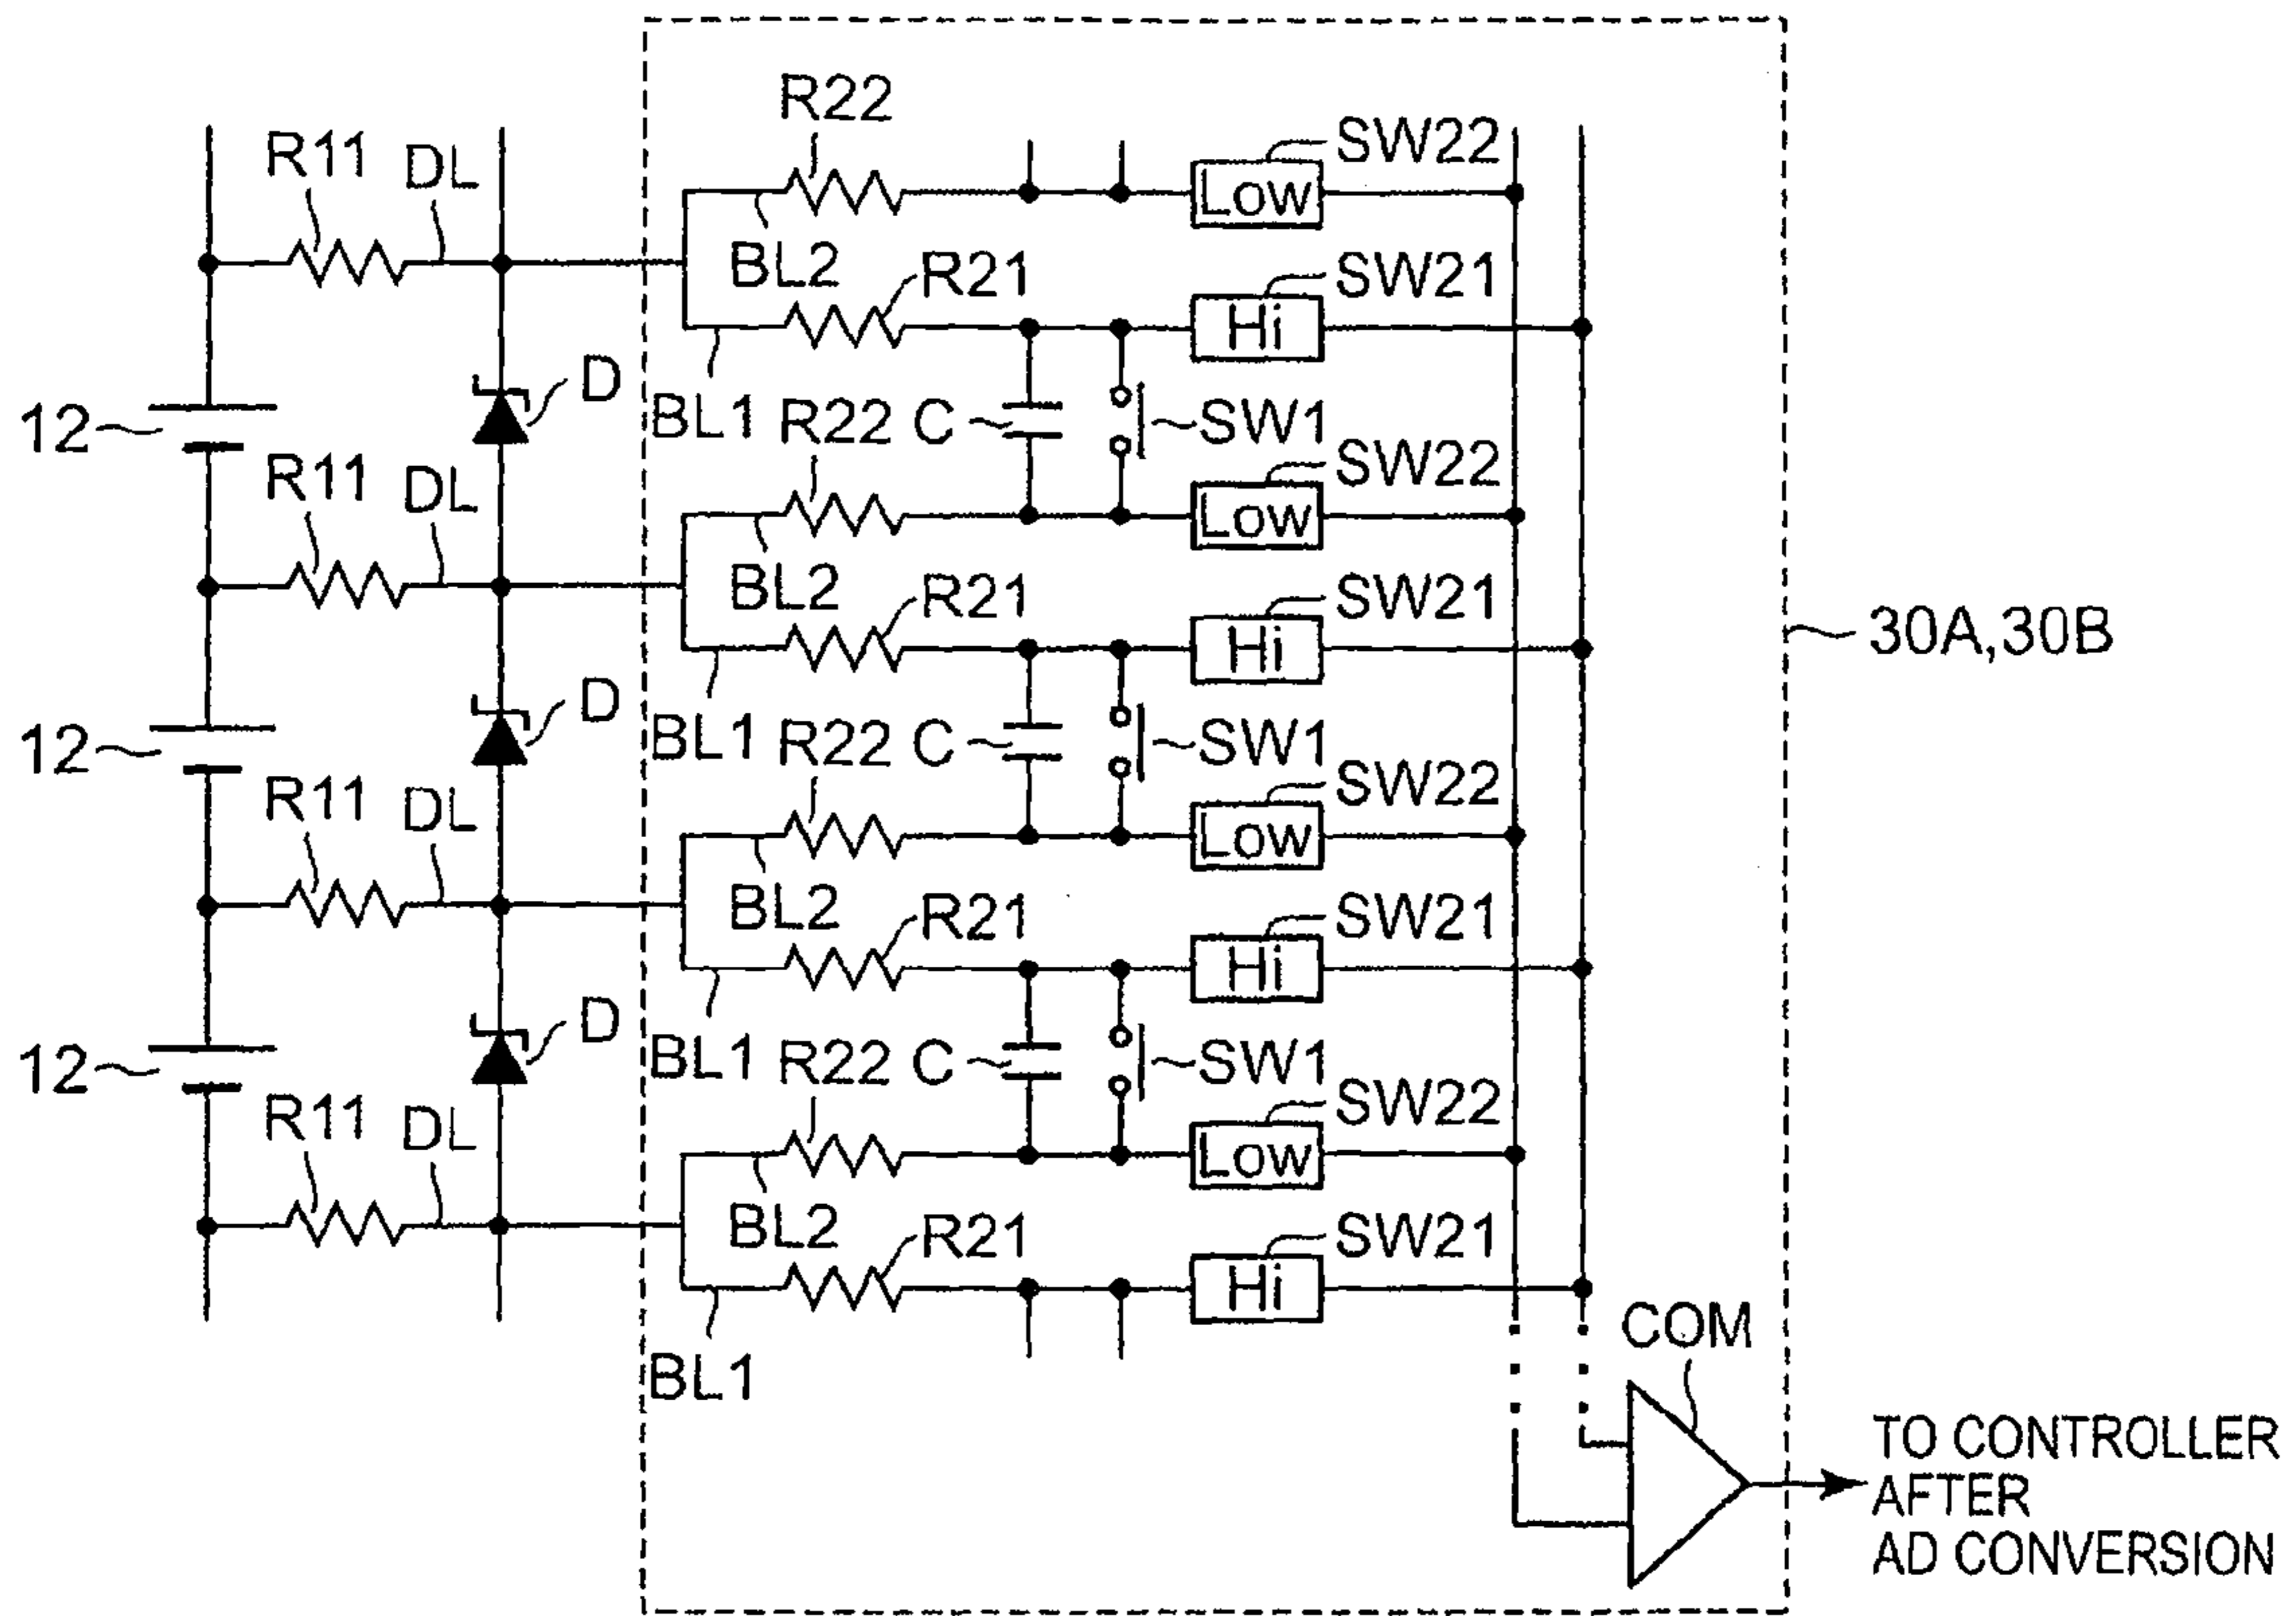 R22
SW22
R11
DL
Low
BL2
R21
SW21
Hi
12
D
BL1
R22
C
SW1
SW22
R11
DL
Low
BL2
R21
SW21
Hi
30A,30B
12
D
BL1
R22
C
SW1
SW22
R11
DL
Low
BL2
R21
SW21
Hi
12
D
BL1
R22
C
SW1
SW22
R11
DL
Low
BL2
R21
SW21
Hi
COM
BL1
TO CONTROLLER
AFTER
AD CONVERSION